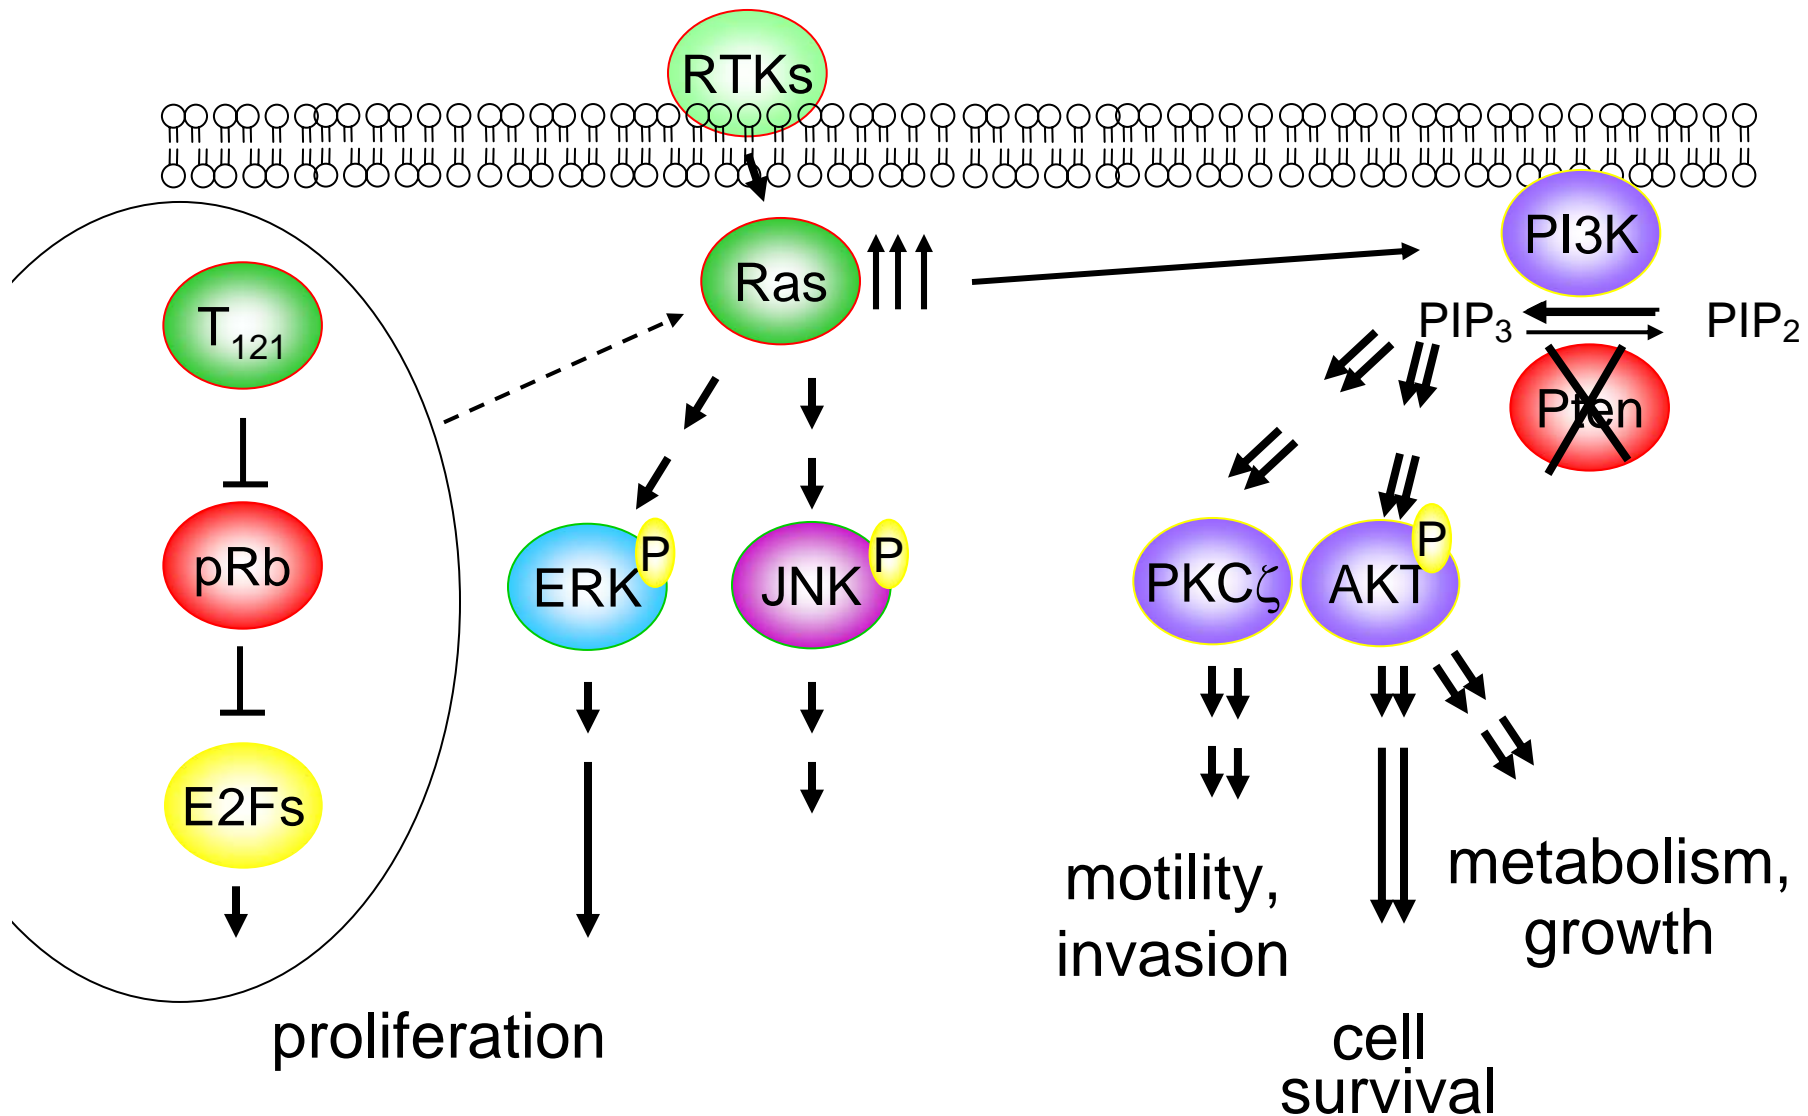 RTKs
Ras
PI3K
T121
PIP3
PIP2
Pten
pRb
ERK
P
JNK
P
PKCζ
AKT
P
E2Fs
motility,
invasion
metabolism,
growth
proliferation
cell
survival